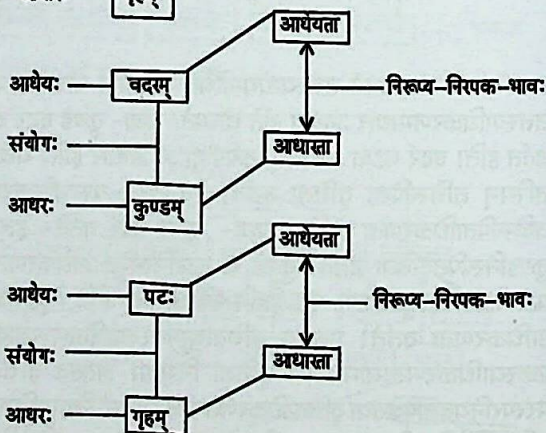 आधेयता
आधेयः वदरम्
निरूप्य-निरपक-भावः
संयोगः
आधारता
आधरः कुण्डम्
आधेयता
आधेयः पटः
निरूप्य-निरपक-भावः
संयोगः
आधारता
आधरः गृहम्